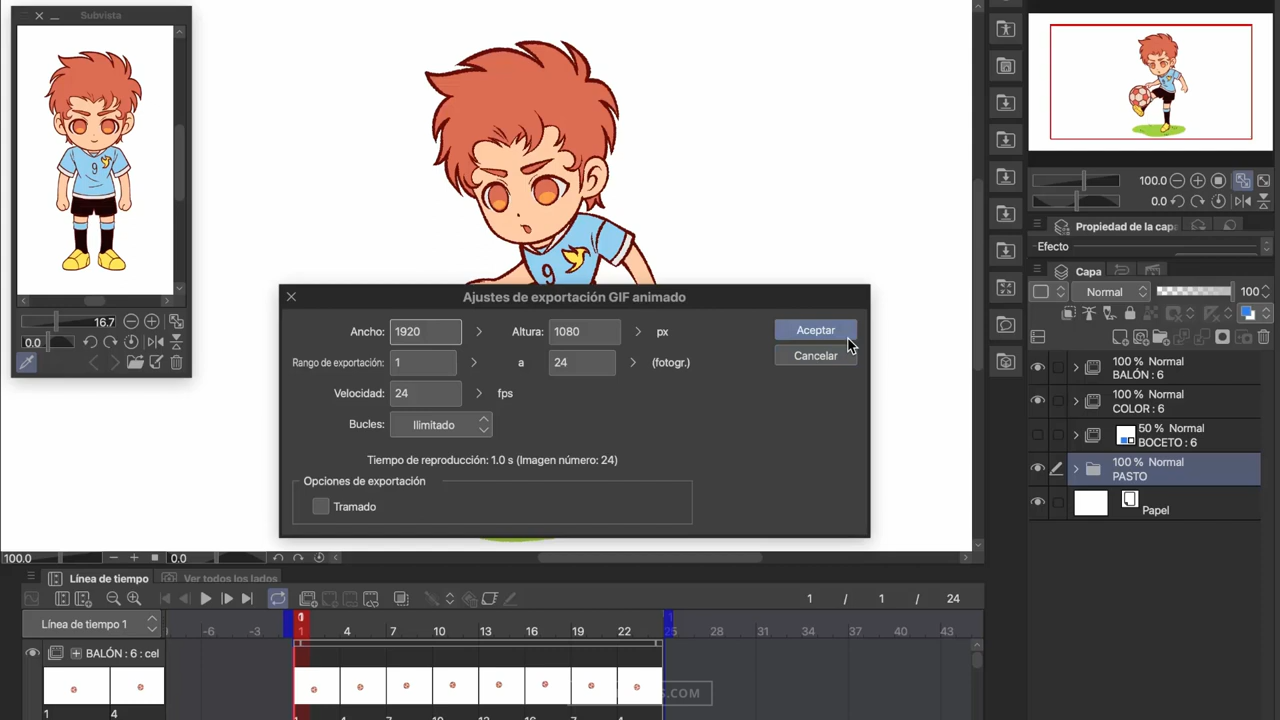 Subvista
16.7
0.0
9
9
Ajustes de exportación GIF animado
Ancho: 1920
Altura: 1080
px
Rango de exportación: 1
a
24
(fotogr.)
Velocidad: 24
fps
Bucles: Ilimitado
Tiempo de reproducción: 1.0 s (Imagen número: 24)
Opciones de exportación
Tramado
Aceptar
Cancelar
100.0
0.0
Propiedad de la cap
Efecto
Capa
Normal
100
100 % Normal
BALÓN : 6
100 % Normal
COLOR : 6
50 % Normal
BOCETO : 6
100 % Normal
PASTO
Papel
100.0
0.0
Línea de tiempo
Ver todos los lados
1 / 1 / 24
Línea de tiempo 1
-6 -3 1 4 7 10 13 16 19 22 25 28 31 34 37 40 43
BALÓN : 6 : cel
1 4